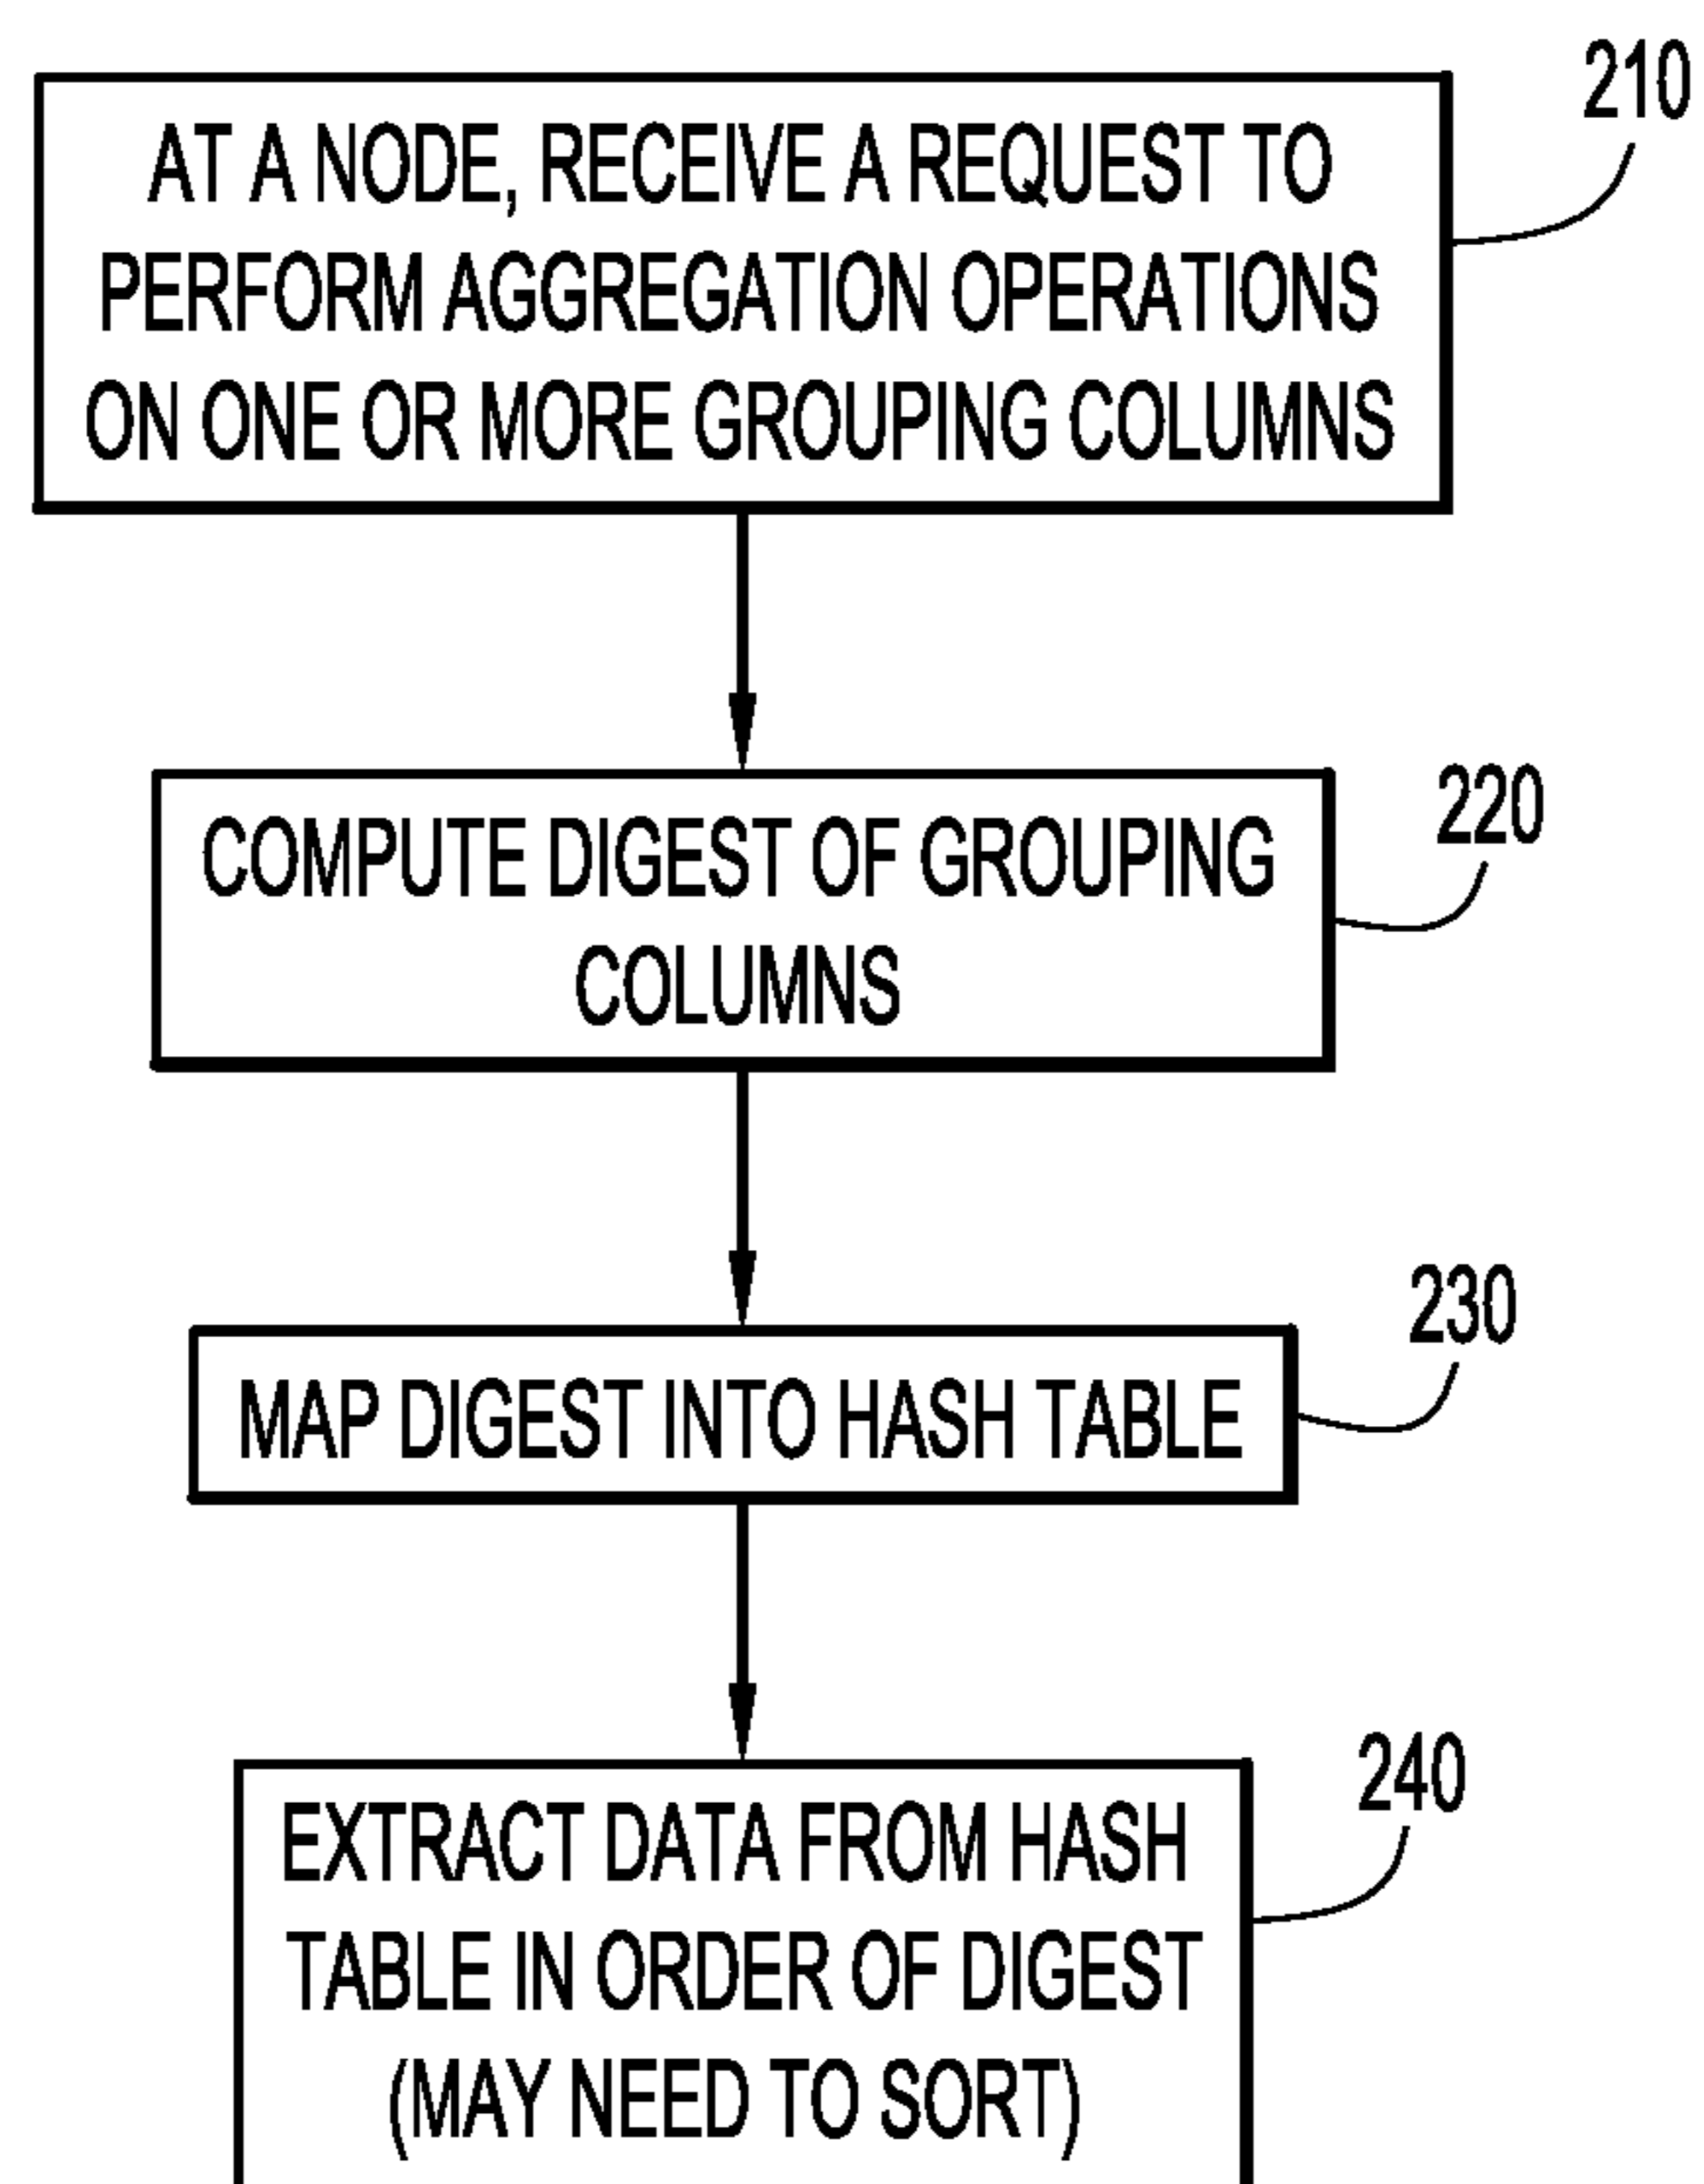 210
AT A NODE, RECEIVE A REQUEST TO
PERFORM AGGREGATION OPERATIONS
ON ONE OR MORE GROUPING COLUMNS
220
COMPUTE DIGEST OF GROUPING
COLUMNS
230
MAP DIGEST INTO HASH TABLE
240
EXTRACT DATA FROM HASH
TABLE IN ORDER OF DIGEST
(MAY NEED TO SORT)